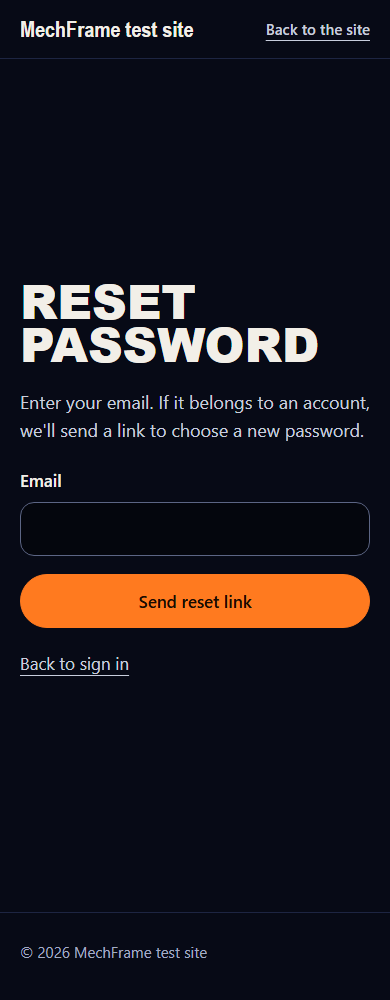 MechFrame test site
Back to the site
RESET
PASSWORD
Enter your email. If it belongs to an account,
we'll send a link to choose a new password.
Email
Send reset link
Back to sign in
© 2026 MechFrame test site